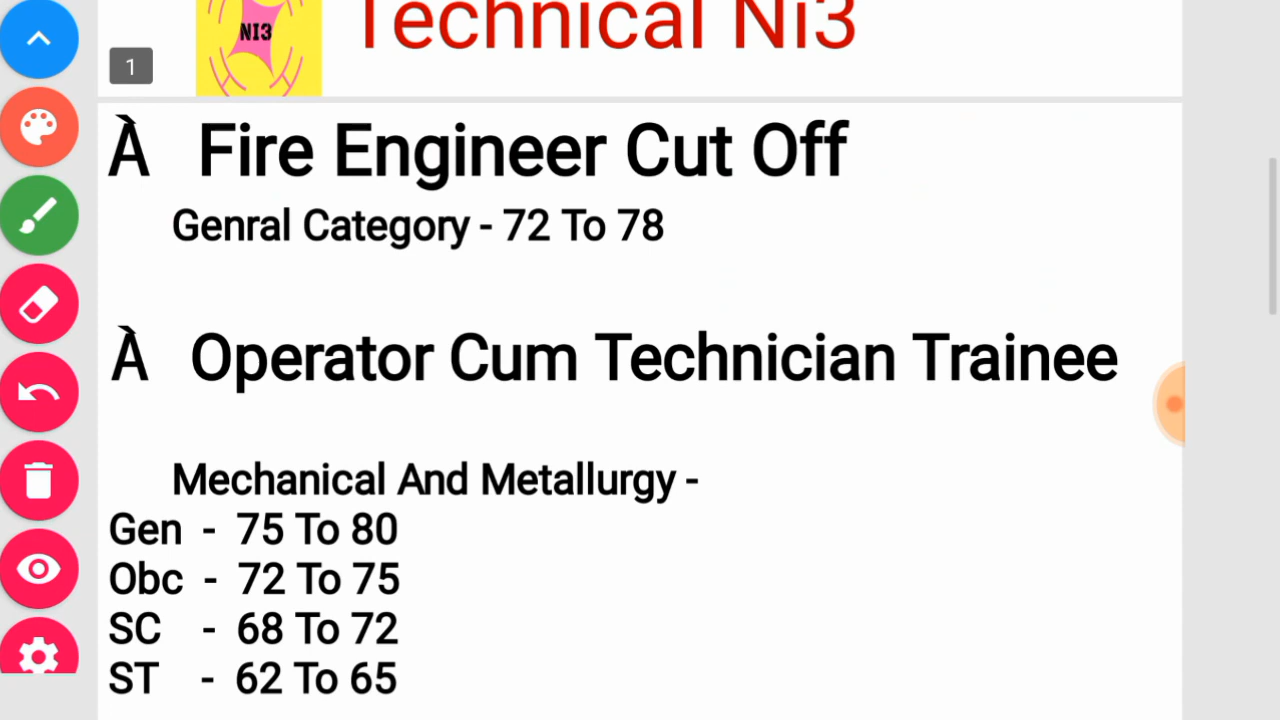 NI3
Technical Ni3
1
À Fire Engineer Cut Off
Genral Category - 72 To 78
À Operator Cum Technician Trainee
Mechanical And Metallurgy -
Gen - 75 To 80
Obc - 72 To 75
SC - 68 To 72
ST - 62 To 65